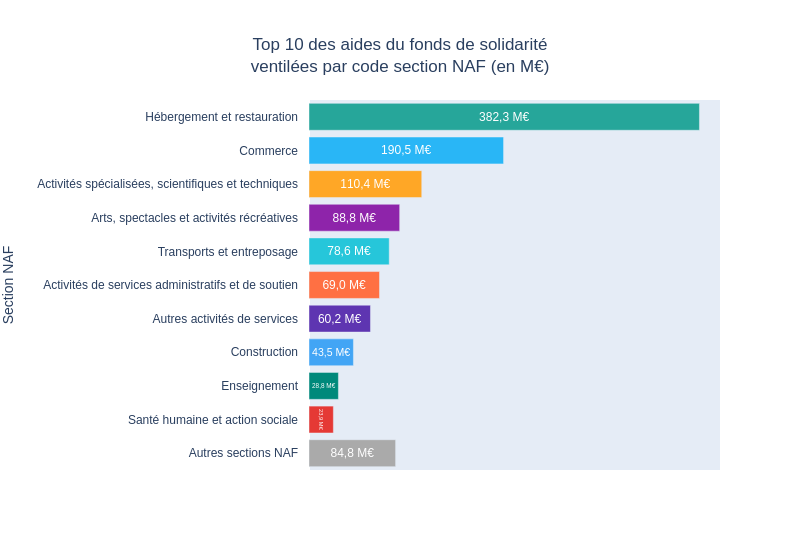 Top 10 des aides du fonds de solidarité
ventilées par code section NAF (en M€)
Section NAF
Hébergement et restauration 382,3 M€
Commerce 190,5 M€
Activités spécialisées, scientifiques et techniques 110,4 M€
Arts, spectacles et activités récréatives 88,8 M€
Transports et entreposage 78,6 M€
Activités de services administratifs et de soutien 69,0 M€
Autres activités de services 60,2 M€
Construction 43,5 M€
Enseignement 28,8 M€
Santé humaine et action sociale
Autres sections NAF 84,8 M€